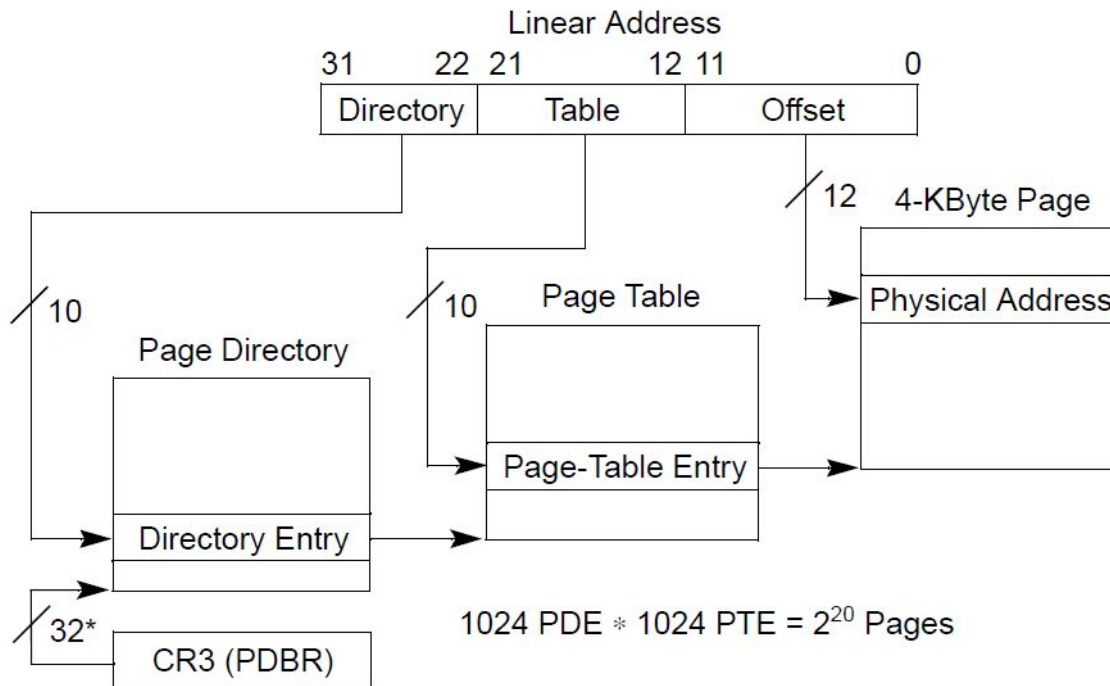 Linear Address
31 22 21 12 11 0
Directory Table Offset
12
4-KByte Page
10
10
Page Table
Physical Address
Page Directory
Page-Table Entry
Directory Entry
32*
1024 PDE * 1024 PTE = 2²⁰ Pages
CR3 (PDBR)